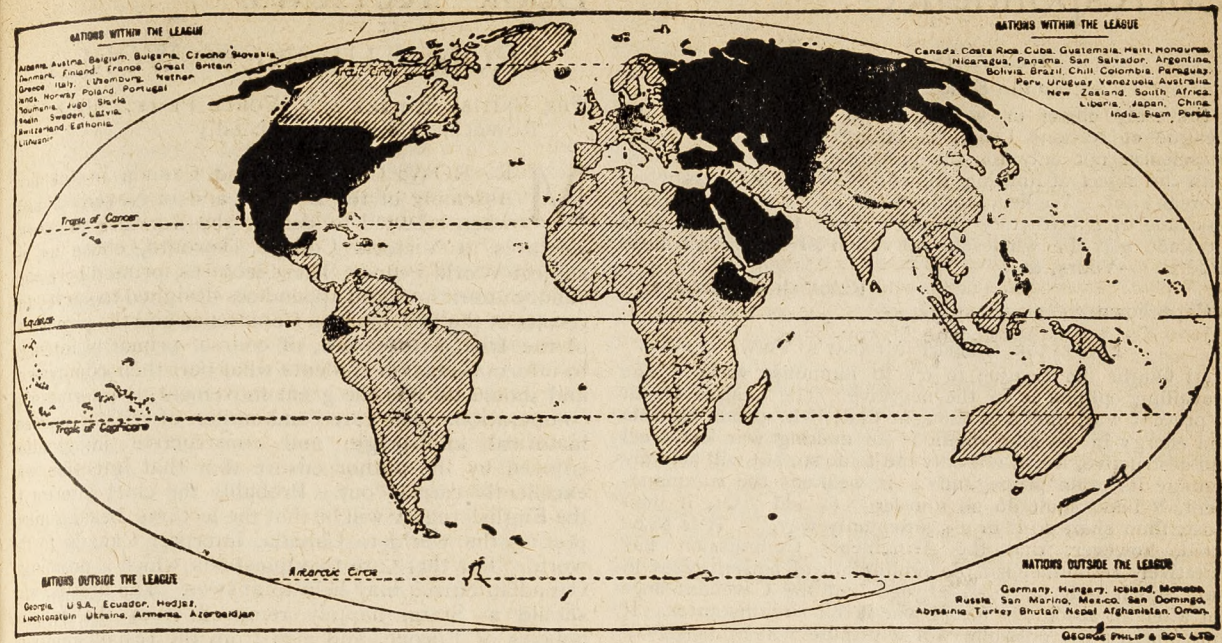 NATIONS WITHIN THE LEAGUE
Albania, Austria, Belgium, Bulgaria, Czecho Slovakia,
Denmark, Finland, France Great Britain
Greece Italy, Luxemburg, Nether
lands, Norway Poland, Portugal
Roumania, Jugo Slavia
Spain Sweden, Latvia,
Switzerland, Esthonia,
Lithuania
NATIONS WITHIN THE LEAGUE
Canada, Costa Rica, Cuba, Guatemala, Haiti, Honduras,
Nicaragua, Panama, San Salvador, Argentina,
Bolivia, Brazil, Chili, Colombia, Paraguay,
Peru, Uruguay Venezuela Australia,
New Zealand, South Africa,
Liberia, Japan, China,
India Siam Persia.
Arctic Circle
Tropic of Cancer
Equator
Tropic of Capricorn
Antarctic Circle
NATIONS OUTSIDE THE LEAGUE
Georgia, U.S.A., Ecuador, Hedjaz,
Liechtenstein Ukraine, Armenia, Azerbaidjan
NATIONS OUTSIDE THE LEAGUE
Germany, Hungary, Iceland, Monaco,
Russia, San Marino, Mexico, San Domingo,
Abyssinia, Turkey Bhutan Nepal Afghanistan, Oman.
GEORGE PHILIP & SON, LTD